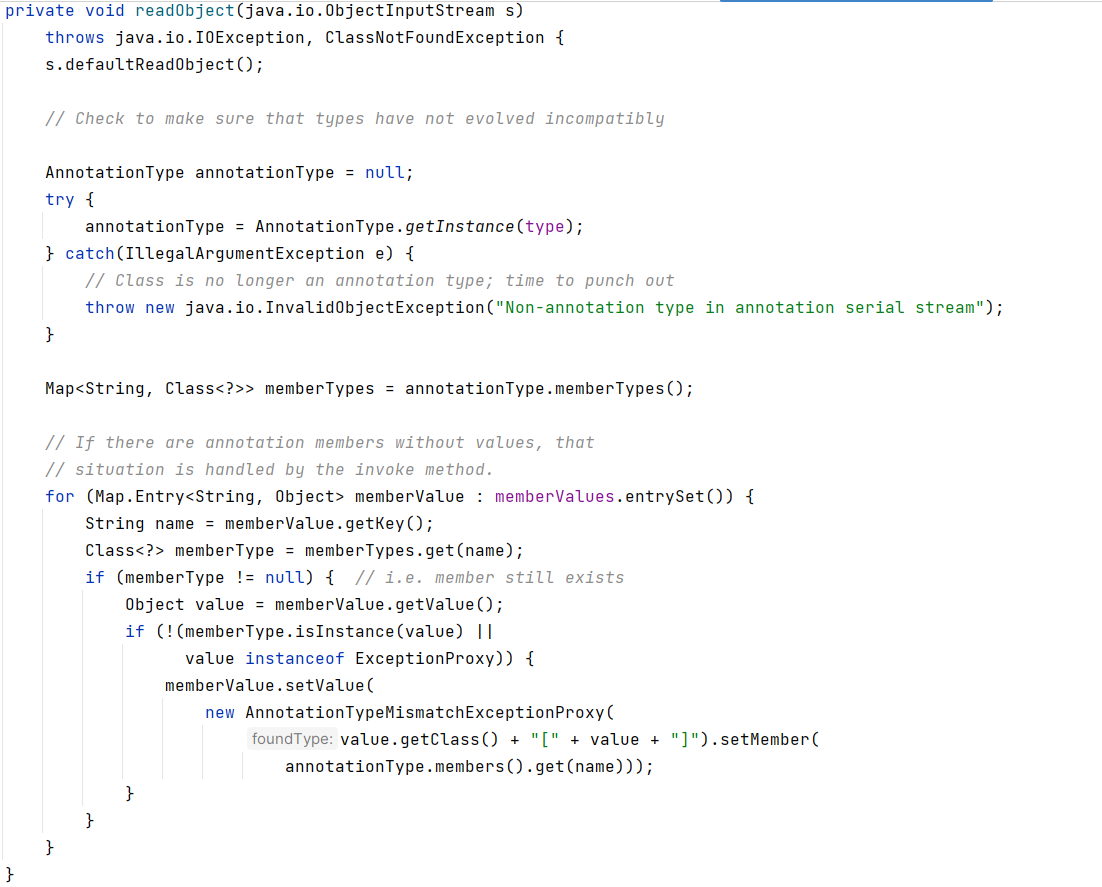 private void readObject(java.io.ObjectInputStream s)
    throws java.io.IOException, ClassNotFoundException {
    s.defaultReadObject();

    // Check to make sure that types have not evolved incompatibly

    AnnotationType annotationType = null;
    try {
        annotationType = AnnotationType.getInstance(type);
    } catch(IllegalArgumentException e) {
        // Class is no longer an annotation type; time to punch out
        throw new java.io.InvalidObjectException("Non-annotation type in annotation serial stream");
    }

    Map<String, Class<?>> memberTypes = annotationType.memberTypes();

    // If there are annotation members without values, that
    // situation is handled by the invoke method.
    for (Map.Entry<String, Object> memberValue : memberValues.entrySet()) {
        String name = memberValue.getKey();
        Class<?> memberType = memberTypes.get(name);
        if (memberType != null) {  // i.e. member still exists
            Object value = memberValue.getValue();
            if (!(memberType.isInstance(value) ||
                  value instanceof ExceptionProxy)) {
                memberValue.setValue(
                    new AnnotationTypeMismatchExceptionProxy(
                        foundType: value.getClass() + "[" + value + "]").setMember(
                            annotationType.members().get(name)));
            }
        }
    }
}